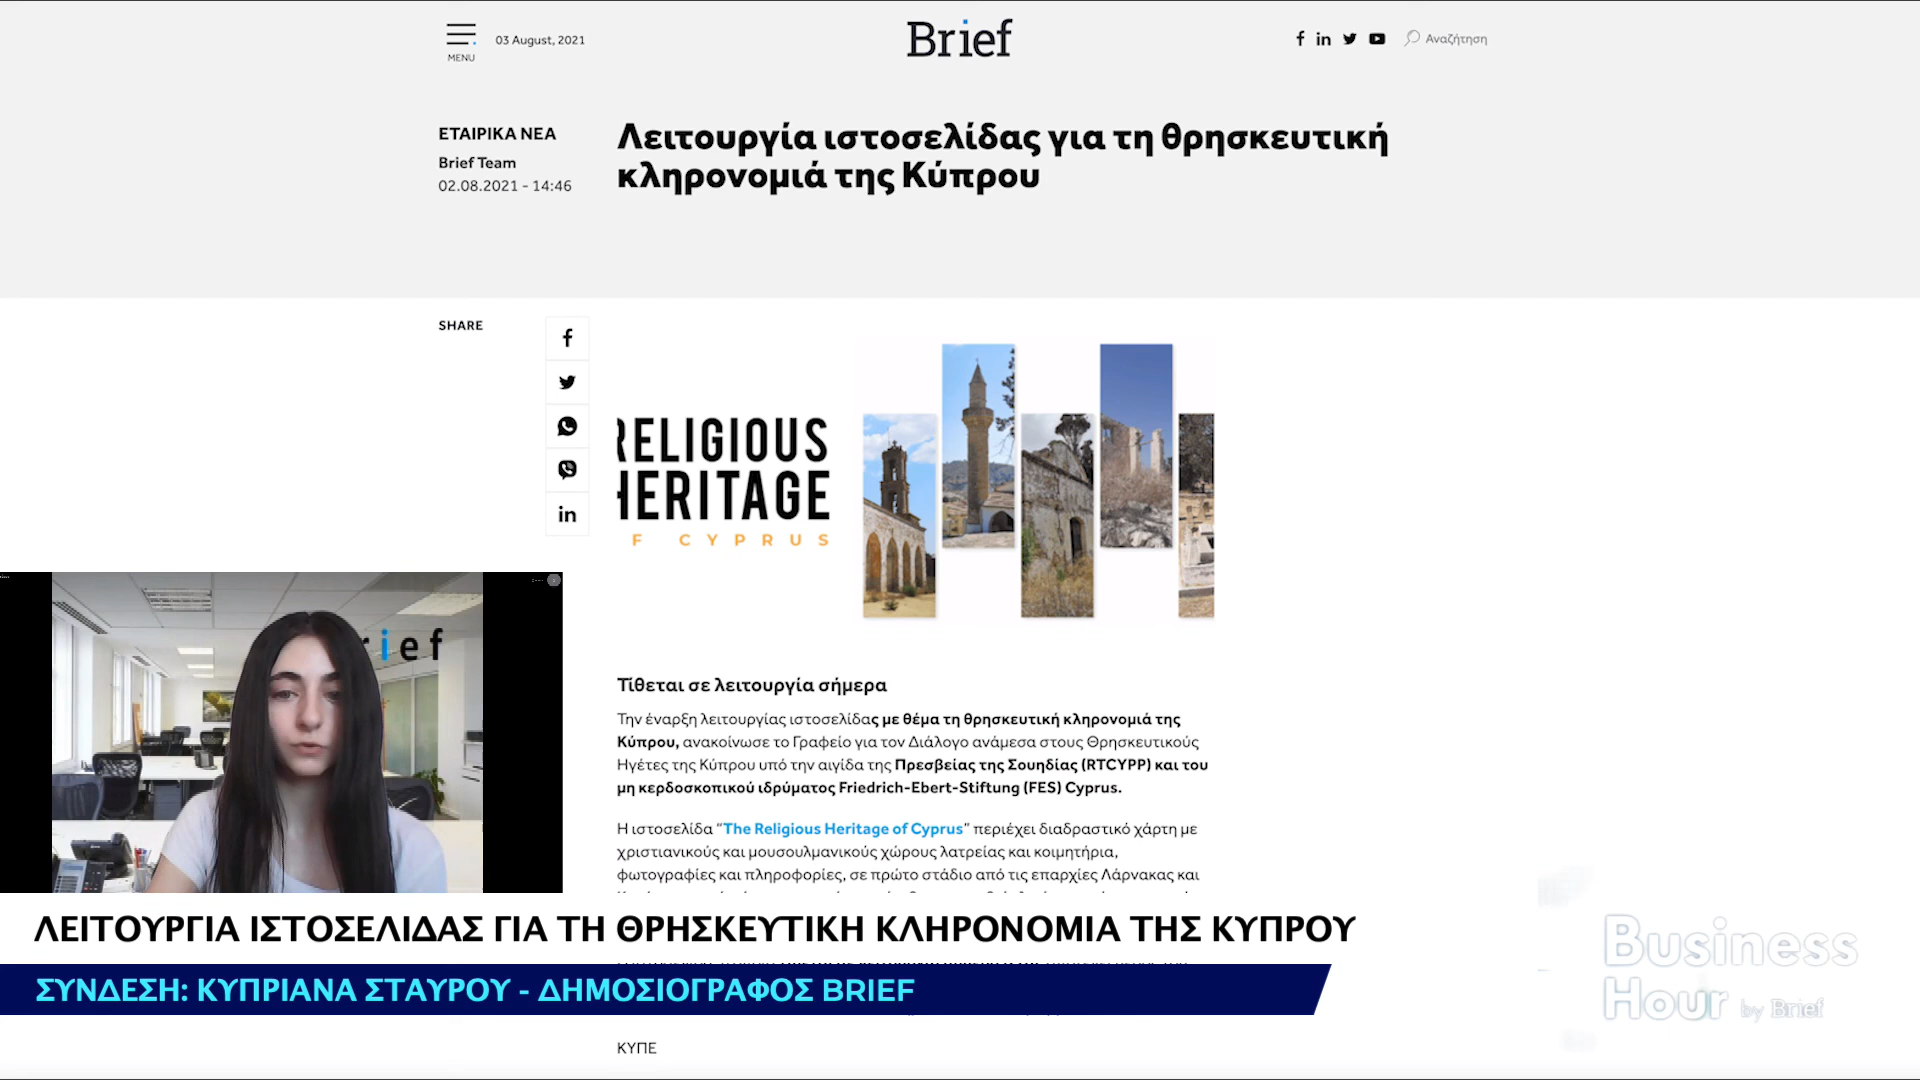 MENU
03 August, 2021
Brief
Αναζήτηση
ΕΤΑΙΡΙΚΑ ΝΕΑ
Brief Team
02.08.2021 - 14:46
Λειτουργία ιστοσελίδας για τη θρησκευτική
κληρονομιά της Κύπρου
SHARE
RELIGIOUS
HERITAGE
F CYPRUS
Τίθεται σε λειτουργία σήμερα
Την έναρξη λειτουργίας ιστοσελίδας με θέμα τη θρησκευτική κληρονομιά της
Κύπρου, ανακοίνωσε το Γραφείο για τον Διάλογο ανάμεσα στους Θρησκευτικούς
Ηγέτες της Κύπρου υπό την αιγίδα της Πρεσβείας της Σουηδίας (RTCYPP) και του
μη κερδοσκοπικού ιδρύματος Friedrich-Ebert-Stiftung (FES) Cyprus.
Η ιστοσελίδα “The Religious Heritage of Cyprus” περιέχει διαδραστικό χάρτη με
χριστιανικούς και μουσουλμανικούς χώρους λατρείας και κοιμητήρια,
φωτογραφίες και πληροφορίες, σε πρώτο στάδιο από τις επαρχίες Λάρνακας και
rief
ΛΕΙΤΟΥΡΓΙΑ ΙΣΤΟΣΕΛΙΔΑΣ ΓΙΑ ΤΗ ΘΡΗΣΚΕΥΤΙΚΗ ΚΛΗΡΟΝΟΜΙΑ ΤΗΣ ΚΥΠΡΟΥ
ΣΥΝΔΕΣΗ: ΚΥΠΡΙΑΝΑ ΣΤΑΥΡΟΥ - ΔΗΜΟΣΙΟΓΡΑΦΟΣ BRIEF
Business
Hour by Brief
ΚΥΠΕ